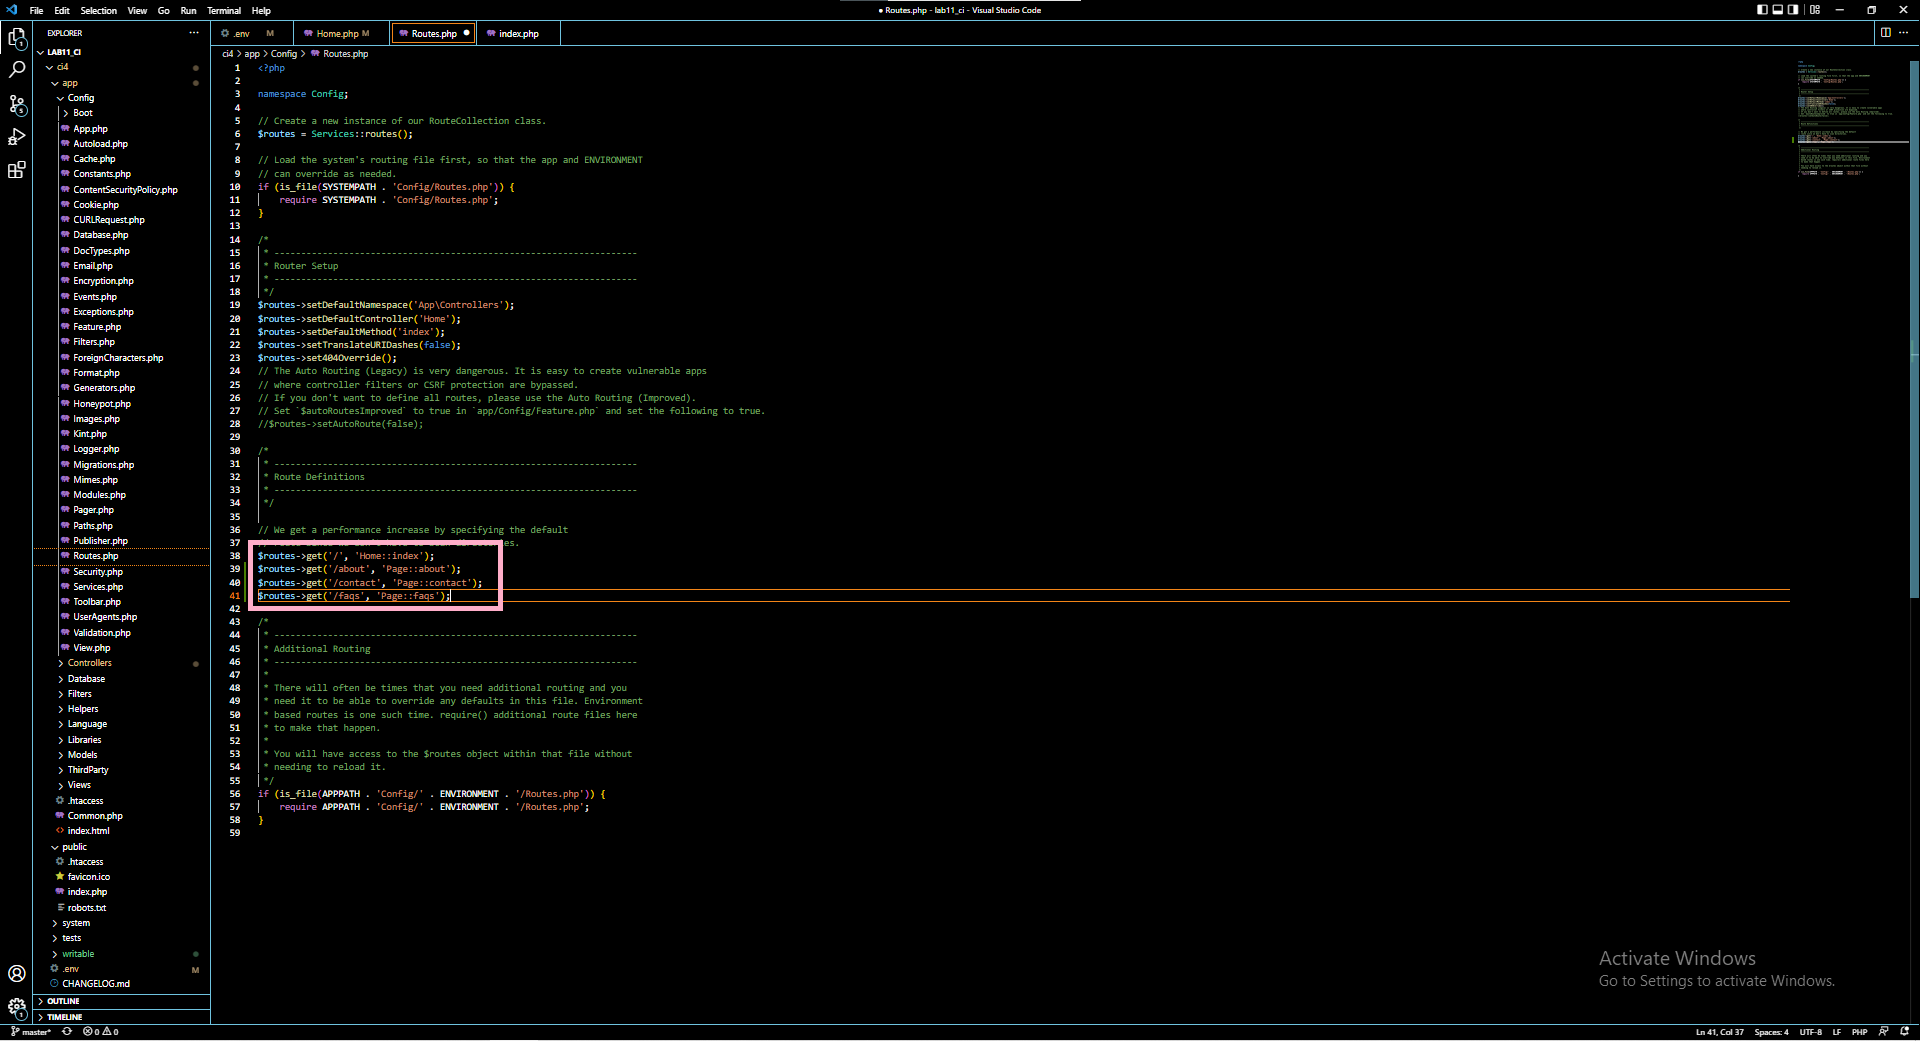 File Edit Selection View Go Run Terminal Help
● Routes.php - lab11_ci - Visual Studio Code
EXPLORER
.env M
Home.php M
Routes.php
index.php
ci4 > app > Config > Routes.php
LAB11_CI
ci4
app
Config
Boot
App.php
Autoload.php
Cache.php
Constants.php
ContentSecurityPolicy.php
Cookie.php
CURLRequest.php
Database.php
DocTypes.php
Email.php
Encryption.php
Events.php
Exceptions.php
Feature.php
Filters.php
ForeignCharacters.php
Format.php
Generators.php
Honeypot.php
Images.php
Kint.php
Logger.php
Migrations.php
Mimes.php
Modules.php
Pager.php
Paths.php
Publisher.php
Routes.php
Security.php
Services.php
Toolbar.php
UserAgents.php
Validation.php
View.php
Controllers
Database
Filters
Helpers
Language
Libraries
Models
ThirdParty
Views
.htaccess
Common.php
index.html
public
.htaccess
favicon.ico
index.php
robots.txt
system
tests
writable
.env M
CHANGELOG.md
OUTLINE
TIMELINE
1 <?php
2
3 namespace Config;
4
5 // Create a new instance of our RouteCollection class.
6 $routes = Services::routes();
7
8 // Load the system's routing file first, so that the app and ENVIRONMENT
9 // can override as needed.
10 if (is_file(SYSTEMPATH . 'Config/Routes.php')) {
11 require SYSTEMPATH . 'Config/Routes.php';
12 }
13
14 /*
15 * --------------------------------------------------------------------
16 * Router Setup
17 * --------------------------------------------------------------------
18 */
19 $routes->setDefaultNamespace('App\Controllers');
20 $routes->setDefaultController('Home');
21 $routes->setDefaultMethod('index');
22 $routes->setTranslateURIDashes(false);
23 $routes->set404Override();
24 // The Auto Routing (Legacy) is very dangerous. It is easy to create vulnerable apps
25 // where controller filters or CSRF protection are bypassed.
26 // If you don't want to define all routes, please use the Auto Routing (Improved).
27 // Set `$autoRoutesImproved` to true in `app/Config/Feature.php` and set the following to true.
28 //$routes->setAutoRoute(false);
29
30 /*
31 * --------------------------------------------------------------------
32 * Route Definitions
33 * --------------------------------------------------------------------
34 */
35
36 // We get a performance increase by specifying the default
37
38 $routes->get('/', 'Home::index');
39 $routes->get('/about', 'Page::about');
40 $routes->get('/contact', 'Page::contact');
41 $routes->get('/faqs', 'Page::faqs');
42
43 /*
44 * --------------------------------------------------------------------
45 * Additional Routing
46 * --------------------------------------------------------------------
47 *
48 * There will often be times that you need additional routing and you
49 * need it to be able to override any defaults in this file. Environment
50 * based routes is one such time. require() additional route files here
51 * to make that happen.
52 *
53 * You will have access to the $routes object within that file without
54 * needing to reload it.
55 */
56 if (is_file(APPPATH . 'Config/' . ENVIRONMENT . '/Routes.php')) {
57 require APPPATH . 'Config/' . ENVIRONMENT . '/Routes.php';
58 }
59
Activate Windows
Go to Settings to activate Windows.
master* 0 0
Ln 41, Col 37 Spaces: 4 UTF-8 LF PHP